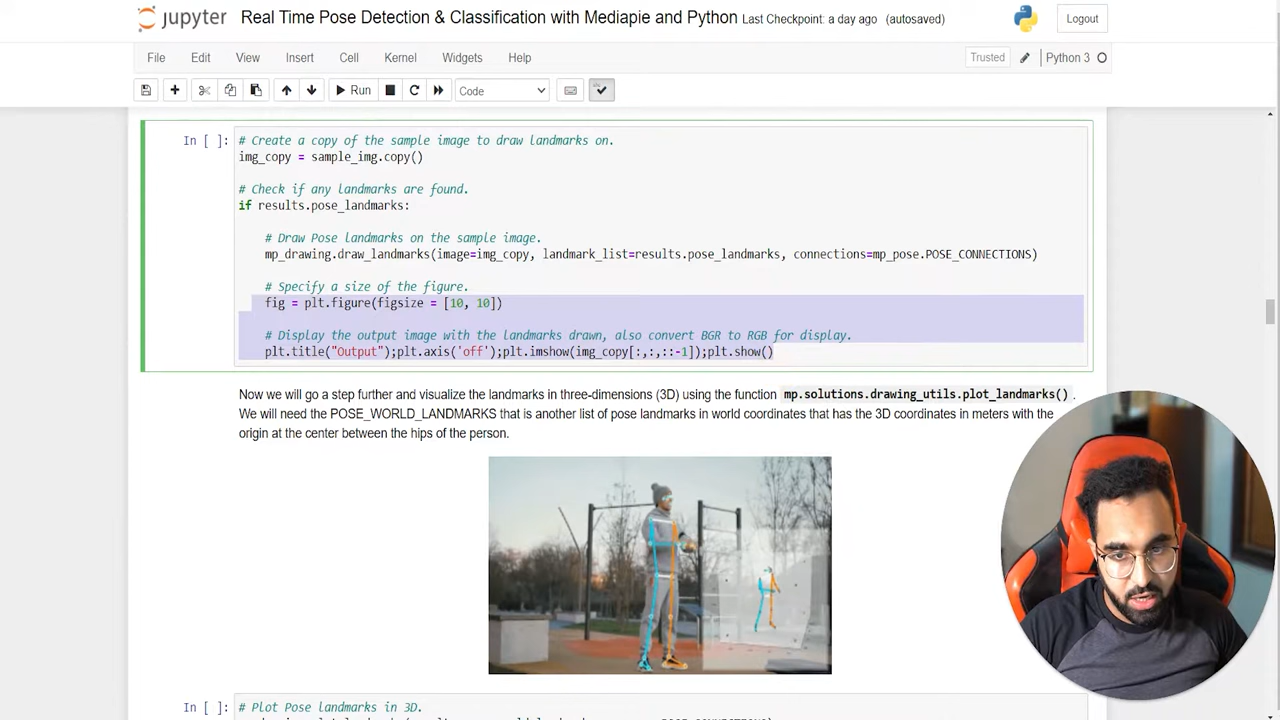 jupyter Real Time Pose Detection & Classification with Mediapie and Python Last Checkpoint: a day ago (autosaved) Logout
File Edit View Insert Cell Kernel Widgets Help Trusted Python 3
Run Code
In [ ]: # Create a copy of the sample image to draw landmarks on.
img_copy = sample_img.copy()
# Check if any landmarks are found.
if results.pose_landmarks:
# Draw Pose landmarks on the sample image.
mp_drawing.draw_landmarks(image=img_copy, landmark_list=results.pose_landmarks, connections=mp_pose.POSE_CONNECTIONS)
# Specify a size of the figure.
fig = plt.figure(figsize = [10, 10])
# Display the output image with the landmarks drawn, also convert BGR to RGB for display.
plt.title("Output");plt.axis('off');plt.imshow(img_copy[:,:,::-1]);plt.show()
Now we will go a step further and visualize the landmarks in three-dimensions (3D) using the function mp.solutions.drawing_utils.plot_landmarks() .
We will need the POSE_WORLD_LANDMARKS that is another list of pose landmarks in world coordinates that has the 3D coordinates in meters with the
origin at the center between the hips of the person.
In [ ]: # Plot Pose landmarks in 3D.